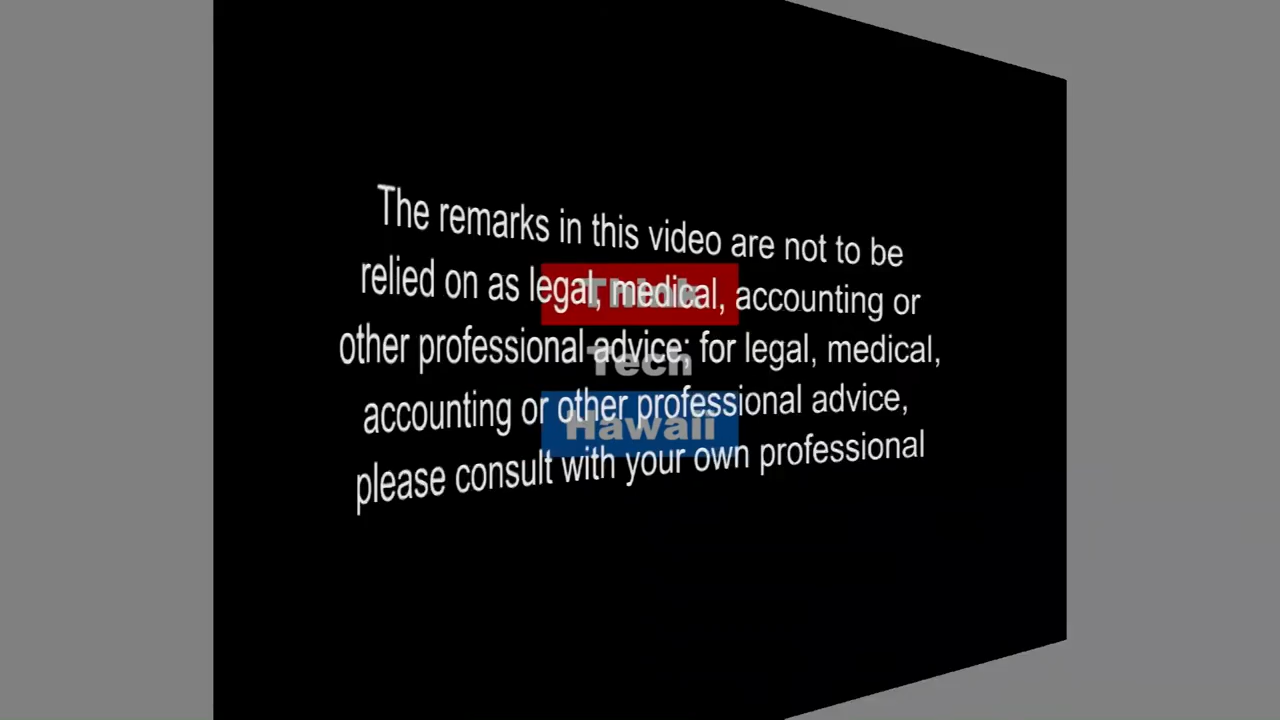 The remarks in this video are not to be
relied on as legal, medical, accounting or
other professional advice; for legal, medical,
accounting or other professional advice,
please consult with your own professional
Think
Tech
Hawaii